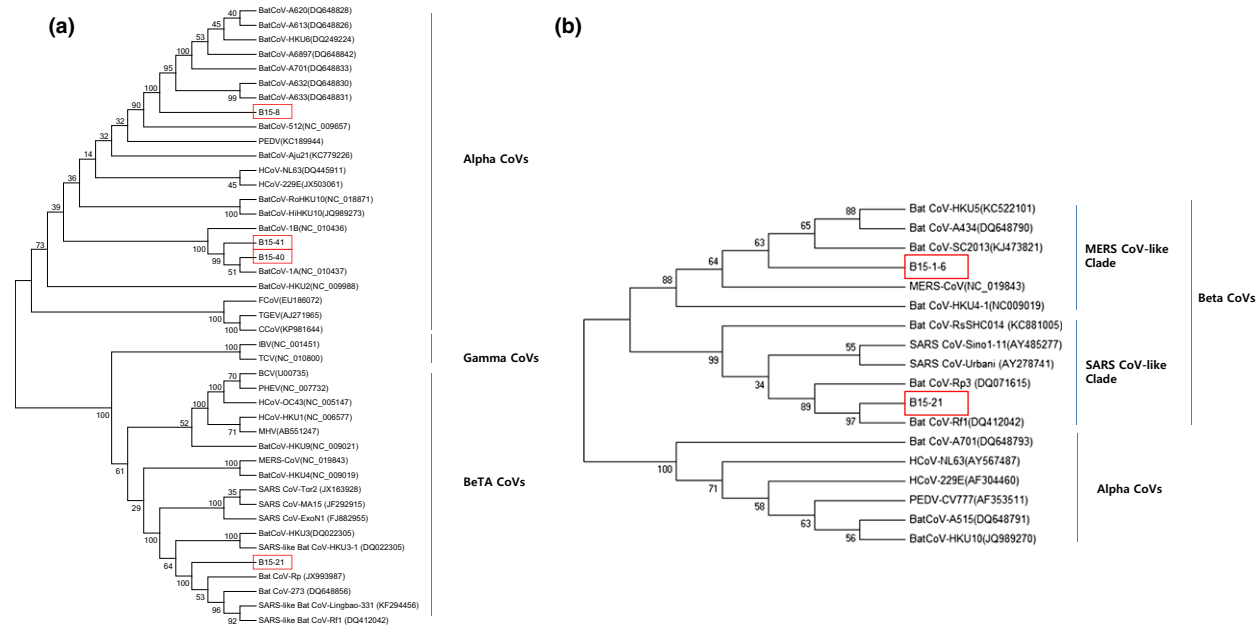 (a)
BatCoV-A620(DQ648828)
BatCoV-A613(DQ648826)
BatCoV-HKU6(DQ249224)
BatCoV-A6897(DQ648842)
BatCoV-A701(DQ648833)
BatCoV-A632(DQ648830)
BatCoV-A633(DQ648831)
B15-8
BatCoV-512(NC_009657)
PEDV(KC189944)
BatCoV-Aju21(KC779226)
HCoV-NL63(DQ445911)
HCoV-229E(JX503061)
BatCoV-RoHKU10(NC_018871)
BatCoV-HiHKU10(JQ989273)
BatCoV-1B(NC_010436)
B15-41
B15-40
BatCoV-1A(NC_010437)
BatCoV-HKU2(NC_009988)
FCoV(EU186072)
TGEV(AJ271965)
CCoV(KP981644)
IBV(NC_001451)
TCV(NC_010800)
BCV(U00735)
PHEV(NC_007732)
HCoV-OC43(NC_005147)
HCoV-HKU1(NC_006577)
MHV(AB551247)
BatCoV-HKU9(NC_009021)
MERS-CoV(NC_019843)
BatCoV-HKU4(NC_009019)
SARS CoV-Tor2 (JX163928)
SARS CoV-MA15 (JF292915)
SARS CoV-ExoN1 (FJ882955)
BatCoV-HKU3(DQ022305)
SARS-like Bat CoV-HKU3-1 (DQ022305)
B15-21
Bat CoV-Rp (JX993987)
Bat CoV-273 (DQ648856)
SARS-like Bat CoV-Lingbao-331 (KF294456)
SARS-like Bat CoV-Rf1 (DQ412042)
40
45
53
100
95
99
100
90
32
32
14
45
36
100
39
100
99
51
73
100
100
100
70
100
100
71
52
100
61
100
35
100
29
100
100
64
100
53
96
92
Alpha CoVs
Gamma CoVs
BeTA CoVs
(b)
Bat CoV-HKU5(KC522101)
Bat CoV-A434(DQ648790)
Bat CoV-SC2013(KJ473821)
B15-1-6
MERS-CoV(NC_019843)
Bat CoV-HKU4-1(NC009019)
Bat CoV-RsSHC014 (KC881005)
SARS CoV-Sino1-11(AY485277)
SARS CoV-Urbani (AY278741)
Bat CoV-Rp3 (DQ071615)
B15-21
Bat CoV-Rf1(DQ412042)
Bat CoV-A701(DQ648793)
HCoV-NL63(AY567487)
HCoV-229E(AF304460)
PEDV-CV777(AF353511)
BatCoV-A515(DQ648791)
BatCoV-HKU10(JQ989270)
88
65
63
64
88
99
55
34
89
97
100
71
58
63
56
MERS CoV-like
Clade
SARS CoV-like
Clade
Beta CoVs
Alpha CoVs